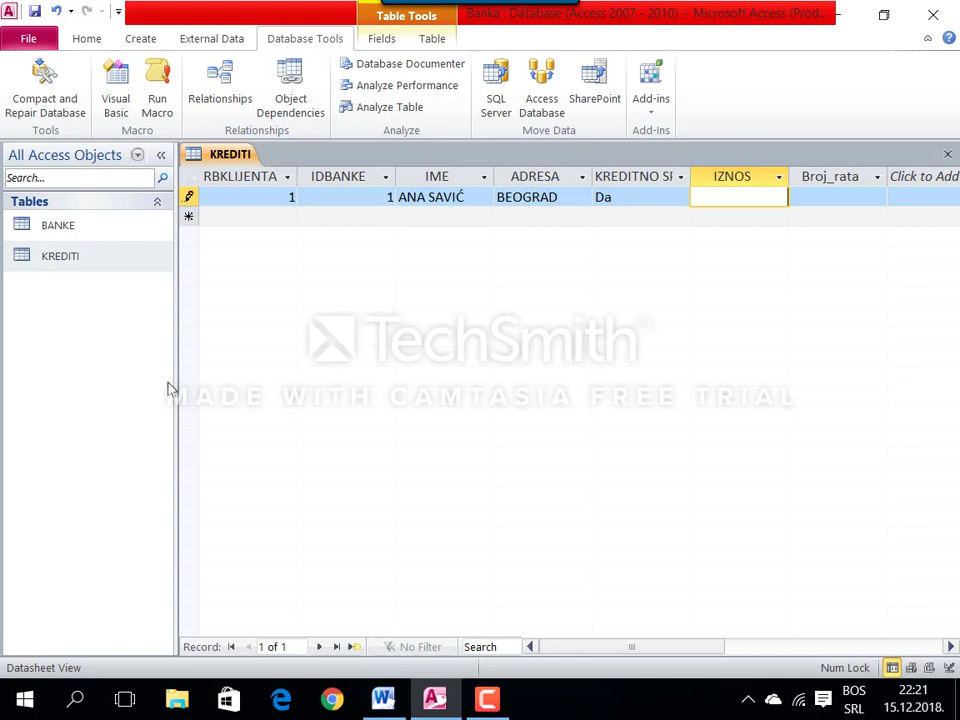 Table Tools
Banka : Database (Access 2007 - 2010) - Microsoft Access (Prod...
File
Home
Create
External Data
Database Tools
Fields
Table
Compact and
Repair Database
Tools
Visual
Basic
Run
Macro
Macro
Relationships
Object
Dependencies
Relationships
Database Documenter
Analyze Performance
Analyze Table
Analyze
SQL
Server
Access
Database
SharePoint
Move Data
Add-ins
Add-Ins
All Access Objects
Search...
Tables
BANKE
KREDITI
KREDITI
RBKLIJENTA IDBANKE IME ADRESA KREDITNO SP IZNOS Broj_rata Click to Add
1 1 ANA SAVIĆ BEOGRAD Da
TechSmith
MADE WITH CAMTASIA FREE TRIAL
Record: 1 of 1 No Filter Search
Datasheet View
Num Lock
BOS
SRL
22:21
15.12.2018.